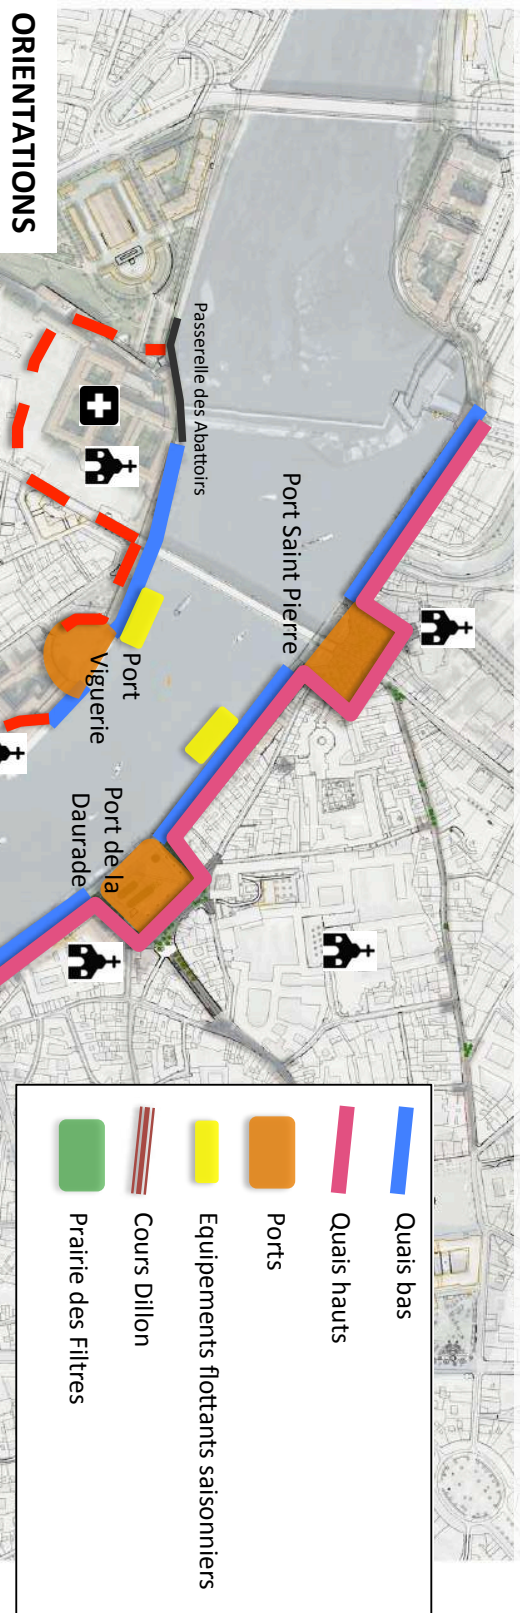 ORIENTATIONS
Passerelle des Abattoirs
Port Saint Pierre
Port
Viguerie
Port de la
Daurade
Quais bas
Quais hauts
Ports
Equipements flottants saisonniers
Cours Dillon
Prairie des Filtres